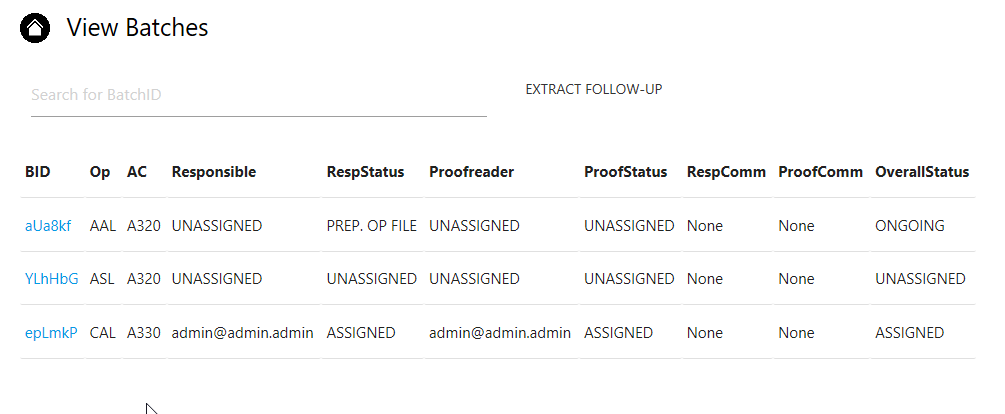 View Batches
Search for BatchID
EXTRACT FOLLOW-UP
BID Op AC Responsible RespStatus Proofreader ProofStatus RespComm ProofComm OverallStatus
aUa8kf AAL A320 UNASSIGNED PREP. OP FILE UNASSIGNED UNASSIGNED None None ONGOING
YLhHbG ASL A320 UNASSIGNED UNASSIGNED UNASSIGNED UNASSIGNED None None UNASSIGNED
epLmkP CAL A330 admin@admin.admin ASSIGNED admin@admin.admin ASSIGNED None None ASSIGNED